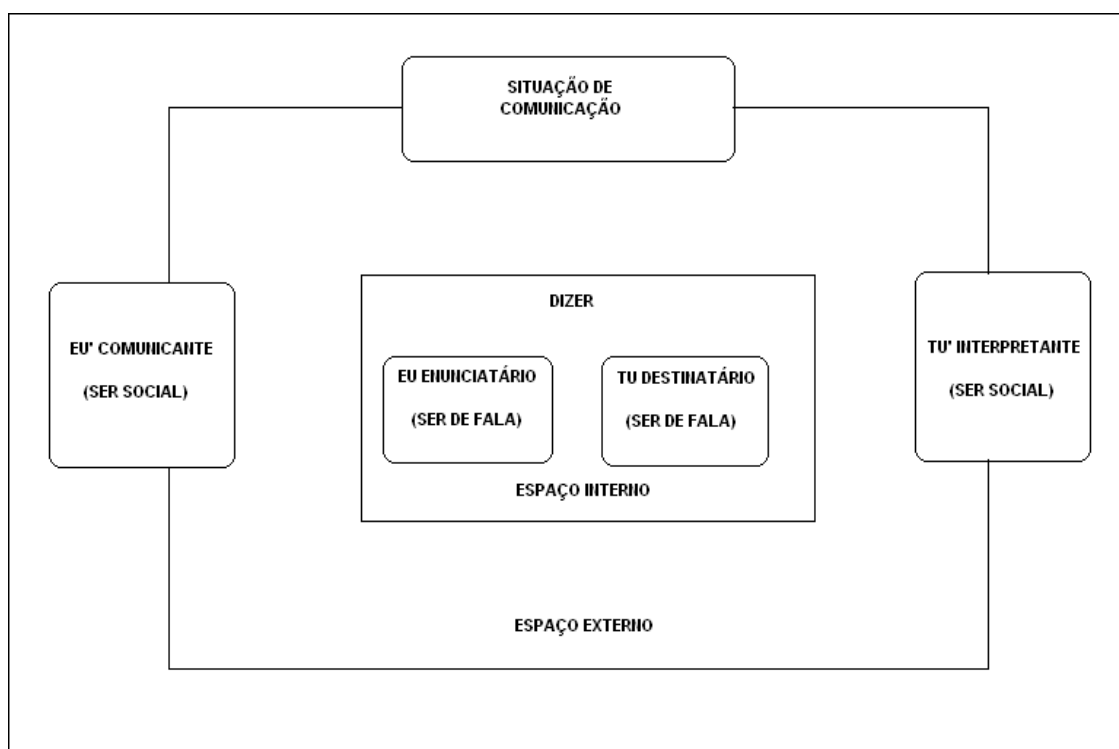 SITUAÇÃO DE
COMUNICAÇÃO
EU' COMUNICANTE
(SER SOCIAL)
DIZER
EU ENUNCIATÁRIO
(SER DE FALA)
TU DESTINATÁRIO
(SER DE FALA)
ESPAÇO INTERNO
TU' INTERPRETANTE
(SER SOCIAL)
ESPAÇO EXTERNO